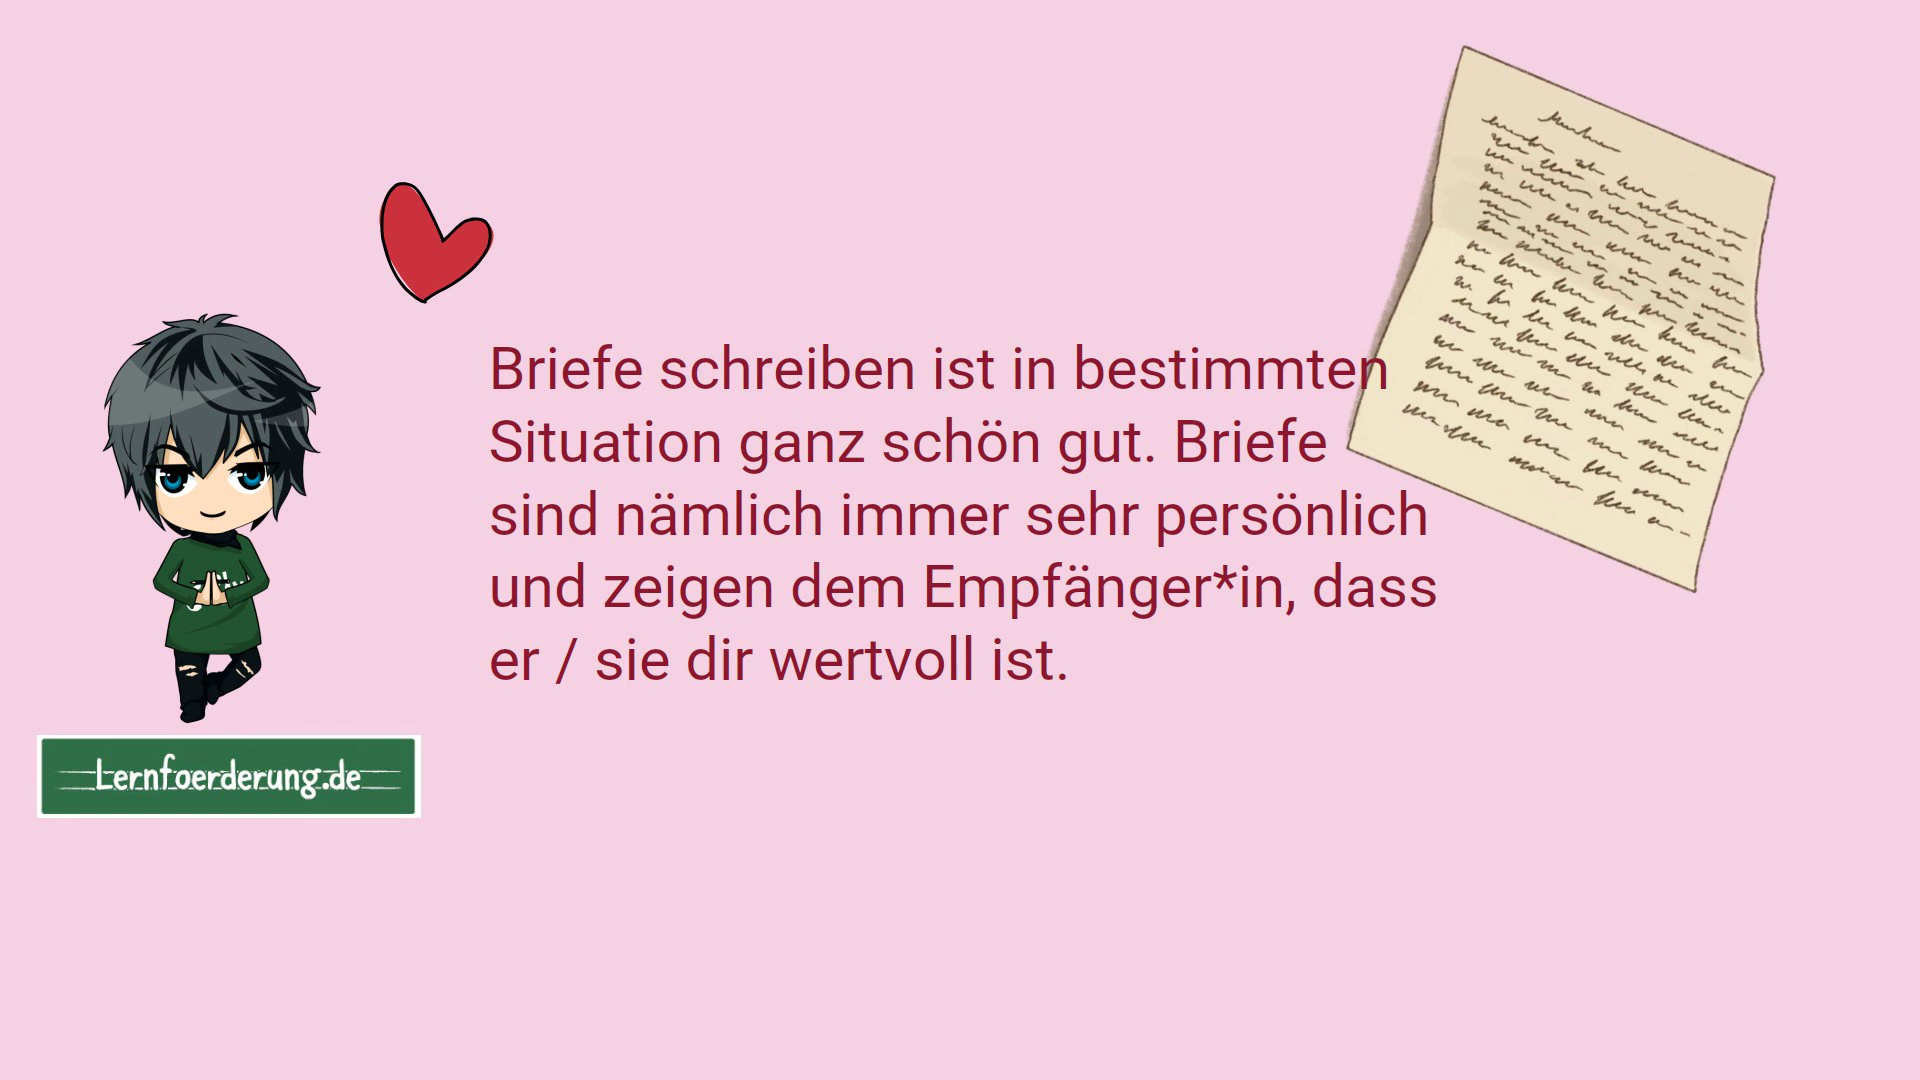 Briefe schreiben ist in bestimmten
Situation ganz schön gut. Briefe
sind nämlich immer sehr persönlich
und zeigen dem Empfänger*in, dass
er / sie dir wertvoll ist.
Lernfoerderung.de